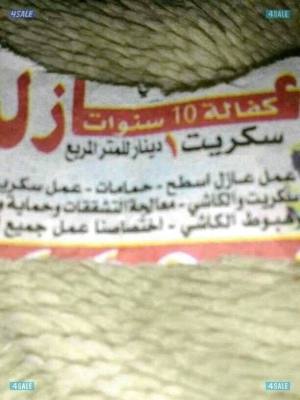 4SALE
4SALE
عازل
كفالة 10 سنوات
سكريت ١ دينار للمتر المربع
عمل عازل اسطح - حمامات - عمل سكريت
سكريت والكاشي - معالجة التشققات وحماية
هبوط الكاشي - اختصاصنا عمل جميع
4SALE
4SALE